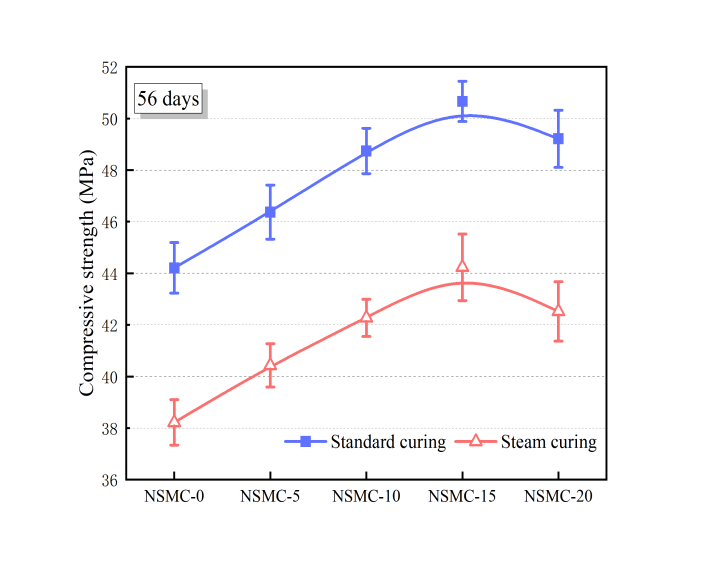 52
56 days
50
48
46
44
42
40
38
36
Compressive strength (MPa)
Standard curing
Steam curing
NSMC-0
NSMC-5
NSMC-10
NSMC-15
NSMC-20